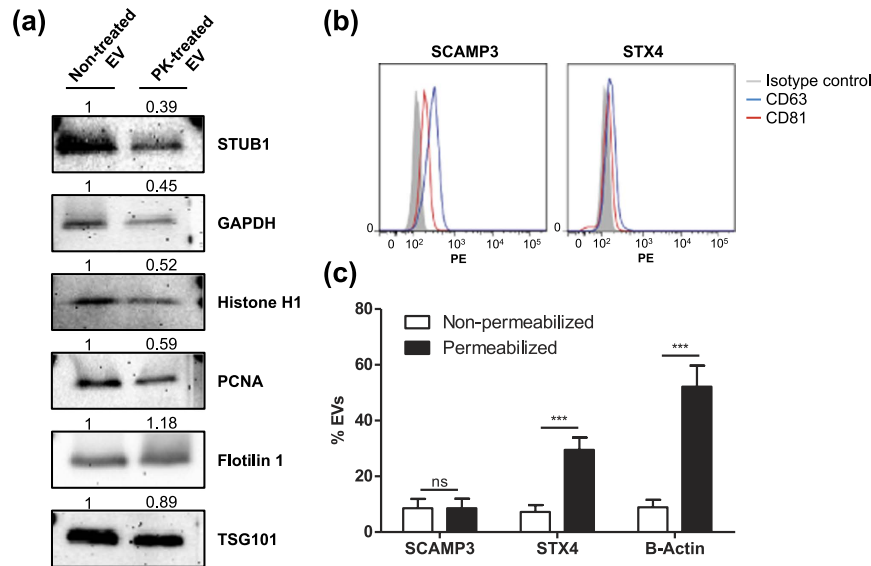 (a)
Non-treated EV
PK-treated EV
1 0.39
STUB1
1 0.45
GAPDH
1 0.52
Histone H1
1 0.59
PCNA
1 1.18
Flotilin 1
1 0.89
TSG101
(b)
SCAMP3 STX4
0 0
0 10² 10³ 10⁴ 10⁵ 0 10² 10³ 10⁴ 10⁵
PE PE
Isotype control
CD63
CD81
(c)
Non-permeabilized
Permeabilized
% EVs
80
60
40
20
0
ns
***
***
SCAMP3 STX4 B-Actin